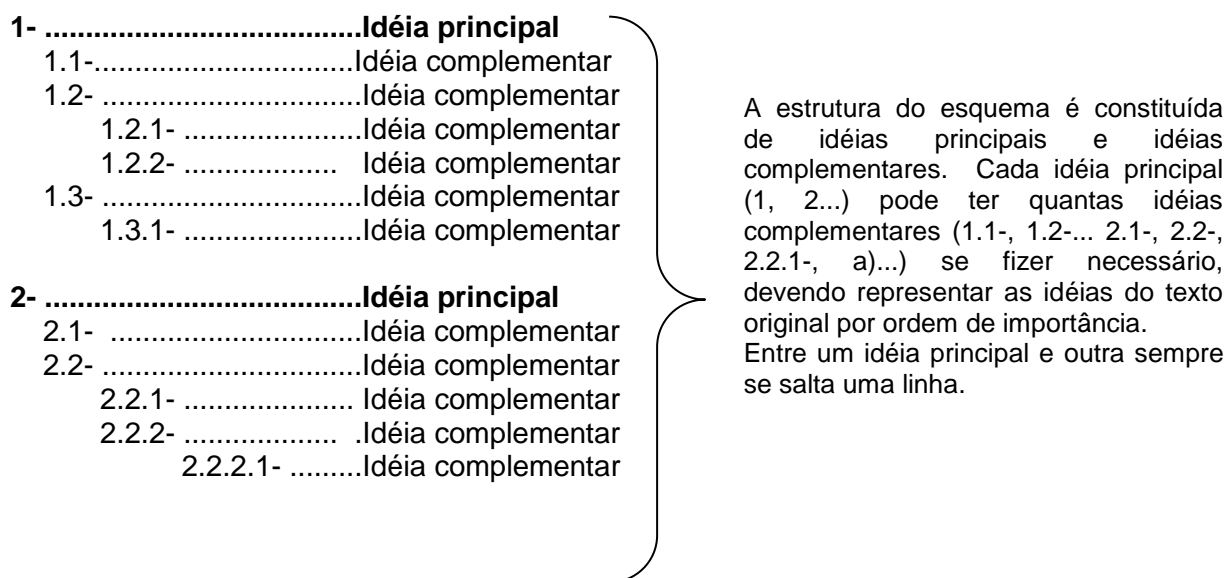 1- .......................................Idéia principal
1.1-................................Idéia complementar
1.2- ................................Idéia complementar
1.2.1- ......................Idéia complementar
1.2.2- ...................   Idéia complementar
1.3- ................................Idéia complementar
1.3.1- ......................Idéia complementar
2- .......................................Idéia principal
2.1-  ...............................Idéia complementar
2.2- ................................Idéia complementar
2.2.1- ..................... Idéia complementar
2.2.2- ...................  .Idéia complementar
2.2.2.1- .........Idéia complementar
A estrutura do esquema é constituída
de idéias principais e idéias
complementares. Cada idéia principal
(1, 2...) pode ter quantas idéias
complementares (1.1-, 1.2-... 2.1-, 2.2-,
2.2.1-, a)...) se fizer necessário,
devendo representar as idéias do texto
original por ordem de importância.
Entre um idéia principal e outra sempre
se salta uma linha.